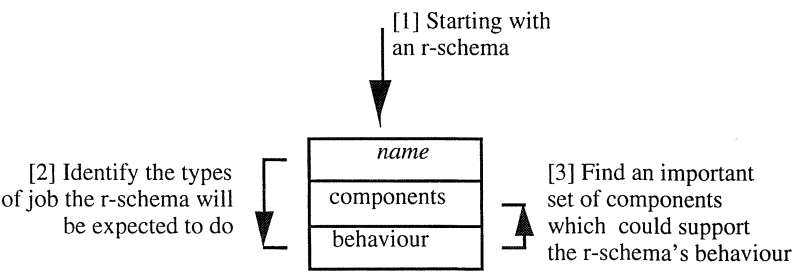 [1] Starting with
an r-schema
name
components
behaviour
[2] Identify the types
of job the r-schema will
be expected to do
[3] Find an important
set of components
which could support
the r-schema's behaviour